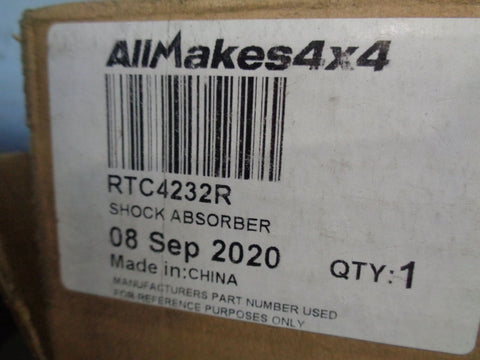 AllMakes4x4
RTC4232R
SHOCK ABSORBER
08 Sep 2020
Made in:CHINA
QTY:1
MANUFACTURERS PART NUMBER USED
FOR REFERENCE PURPOSES ONLY